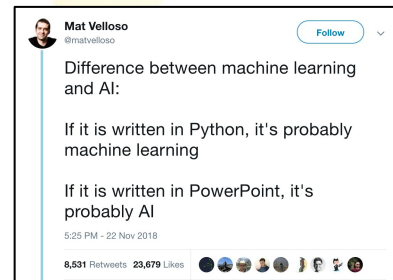 Mat Velloso
@matvelloso
Follow
Difference between machine learning
and AI:
If it is written in Python, it's probably
machine learning
If it is written in PowerPoint, it's
probably AI
5:25 PM - 22 Nov 2018
8,531 Retweets 23,679 Likes